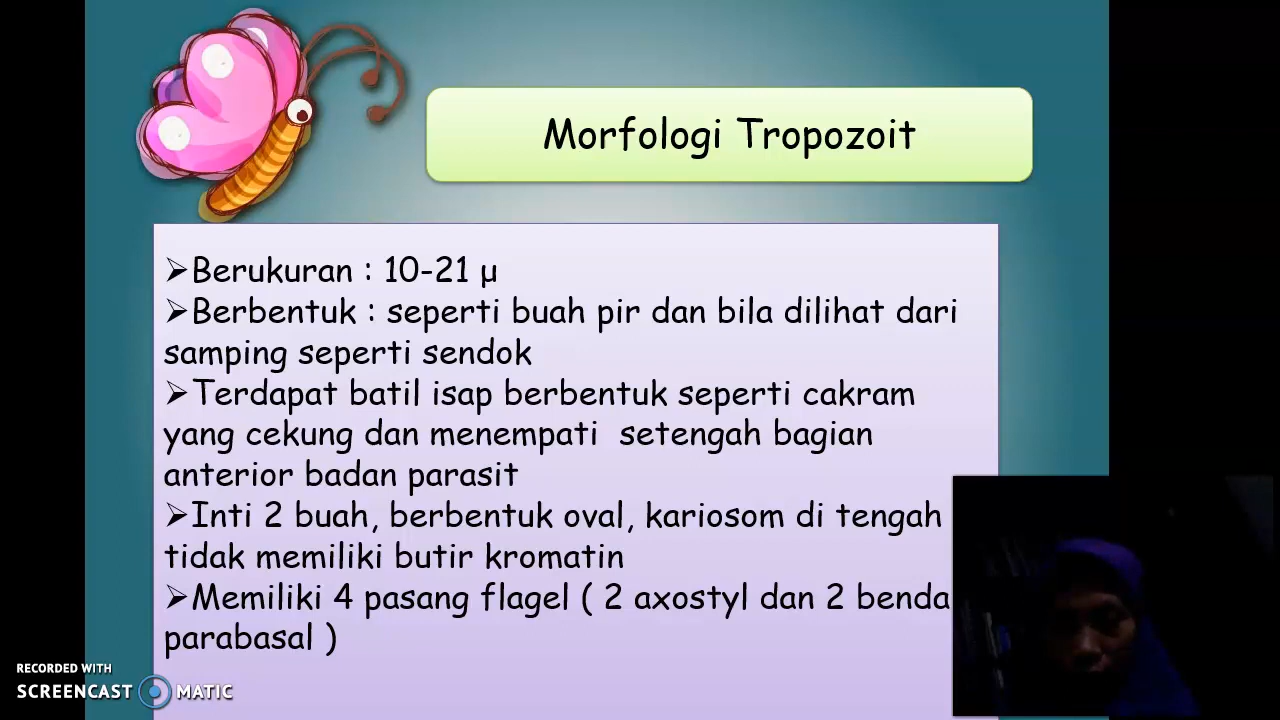 Morfologi Tropozoit
➢Berukuran : 10-21 µ
➢Berbentuk : seperti buah pir dan bila dilihat dari
samping seperti sendok
➢Terdapat batil isap berbentuk seperti cakram
yang cekung dan menempati  setengah bagian
anterior badan parasit
➢Inti 2 buah, berbentuk oval, kariosom di tengah
tidak memiliki butir kromatin
➢Memiliki 4 pasang flagel ( 2 axostyl dan 2 benda
parabasal )
RECORDED WITH
SCREENCAST MATIC